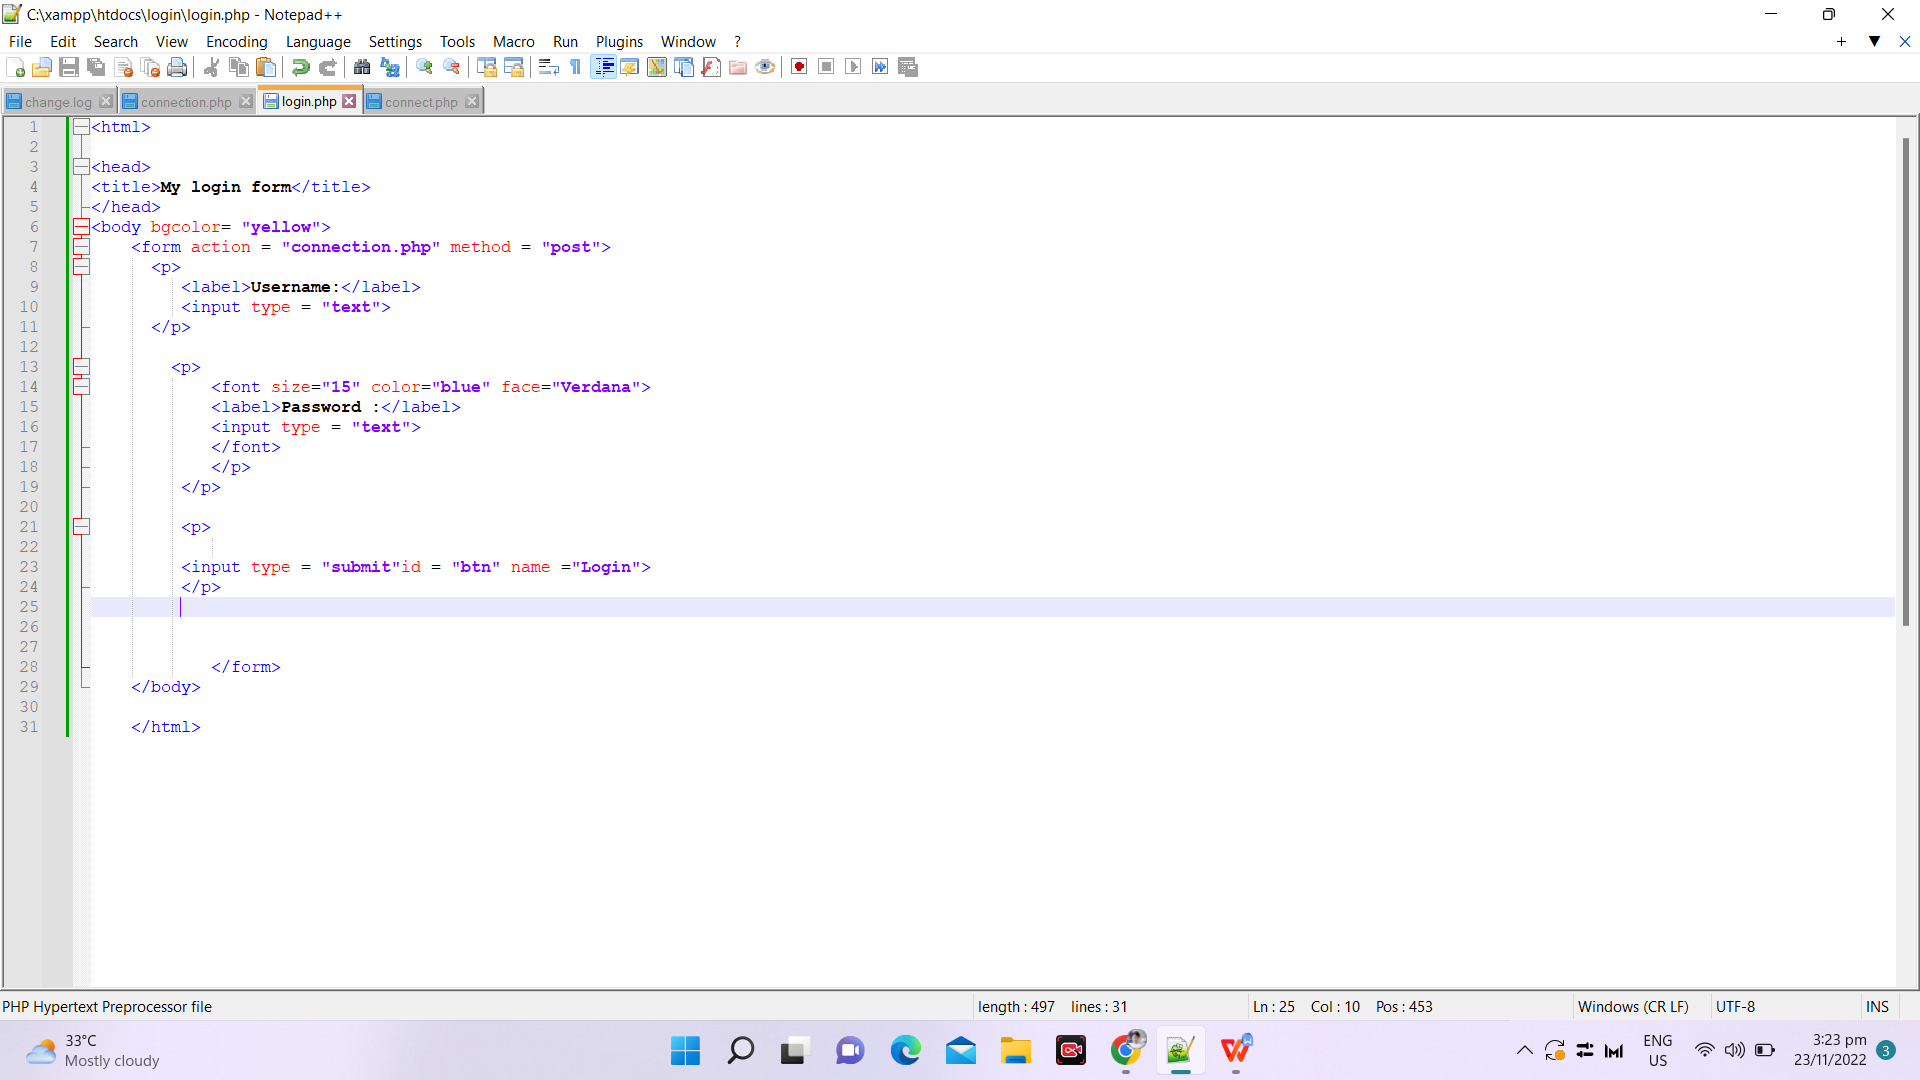 C:\xampp\htdocs\login\login.php - Notepad++
File Edit Search View Encoding Language Settings Tools Macro Run Plugins Window ?
change.log connection.php login.php connect.php
1 <html>
2
3 <head>
4 <title>My login form</title>
5 </head>
6 <body bgcolor= "yellow">
7 <form action = "connection.php" method = "post">
8 <p>
9 <label>Username:</label>
10 <input type = "text">
11 </p>
12
13 <p>
14 <font size="15" color="blue" face="Verdana">
15 <label>Password :</label>
16 <input type = "text">
17 </font>
18 </p>
19 </p>
20
21 <p>
22
23 <input type = "submit"id = "btn" name ="Login">
24 </p>
25
26
27
28 </form>
29 </body>
30
31 </html>
PHP Hypertext Preprocessor file length : 497 lines : 31 Ln : 25 Col : 10 Pos : 453 Windows (CR LF) UTF-8 INS
33°C
Mostly cloudy
ENG
US
3:23 pm
23/11/2022
3